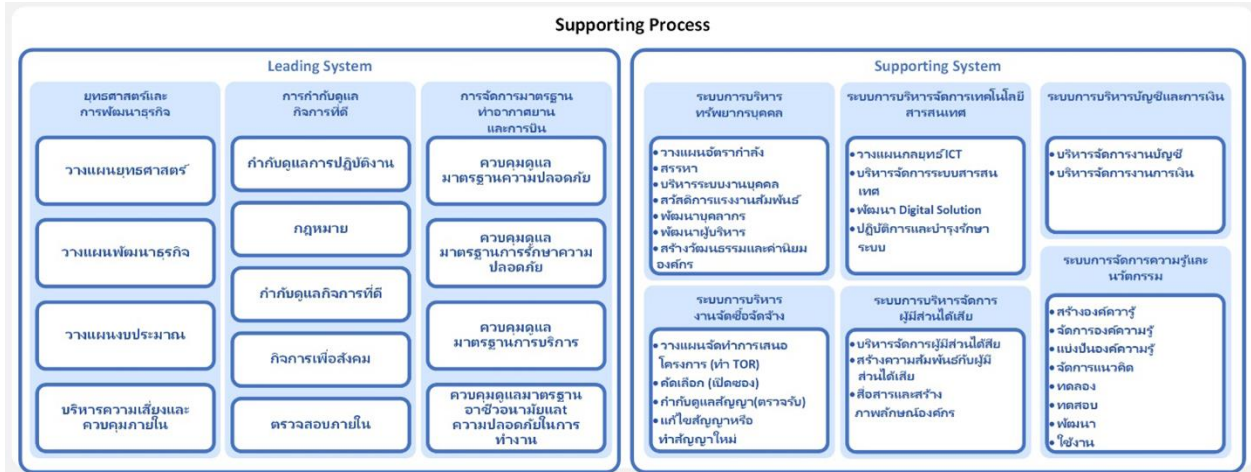 Supporting Process
Leading System
ยุทธศาสตร์และ
การพัฒนาธุรกิจ
วางแผนยุทธศาสตร์
วางแผนพัฒนาธุรกิจ
วางแผนงบประมาณ
บริหารความเสี่ยงและ
ควบคุมภายใน
การกำกับดูแล
กิจการที่ดี
กำกับดูแลการปฏิบัติงาน
กฎหมาย
กำกับดูแลกิจการที่ดี
กิจการเพื่อสังคม
ตรวจสอบภายใน
การจัดการมาตรฐาน
ท่าอากาศยาน
และการบิน
ควบคุมดูแล
มาตรฐานความปลอดภัย
ควบคุมดูแล
มาตรฐานการรักษาความ
ปลอดภัย
ควบคุมดูแล
มาตรฐานการบริการ
ควบคุมดูแลมาตรฐาน
อาชีวอนามัยแลt
ความปลอดภัยในการ
ทำงาน
Supporting System
ระบบการบริหาร
ทรัพยากรบุคคล
•วางแผนอัตรากำลัง
•สรรหา
•บริหารระบบงานบุคคล
•สวัสดิการแรงงานสัมพันธ์
•พัฒนาบุคลากร
•พัฒนาผู้บริหาร
•สร้างวัฒนธรรมและค่านิยม
องค์กร
ระบบการบริหารจัดการเทคโนโลยี
สารสนเทศ
•วางแผนกลยุทธ์ ICT
•บริหารจัดการระบบสารสน
เทศ
•พัฒนา Digital Solution
•ปฏิบัติการและบำรุงรักษา
ระบบ
ระบบการบริหารบัญชีและการเงิน
•บริหารจัดการงานบัญชี
•บริหารจัดการงานการเงิน
ระบบการบริหาร
งานจัดซื้อจัดจ้าง
•วางแผนจัดทำการเสนอ
โครงการ (ทำ TOR)
•คัดเลือก (เปิดซอง)
•กำกับดูแลสัญญา(ตรวจรับ)
•แก้ไขสัญญาหรือ
ทำสัญญาใหม่
ระบบการบริหารจัดการ
ผู้มีส่วนได้เสีย
•บริหารจัดการผู้มีส่วนได้สีย
•สร้างความสัมพันธ์กับผู้มี
ส่วนได้เสีย
•สื่อสารและสร้าง
ภาพลักษณ์องค์กร
ระบบการจัดการความรู้และ
นวัตกรรม
•สร้างองค์ควารู้
•จัดการองค์ความรู้
•แบ่งปันองค์ความรู้
•จัดการแนวคิด
•ทดลอง
•ทดสอบ
•พัฒนา
•ใช้งาน